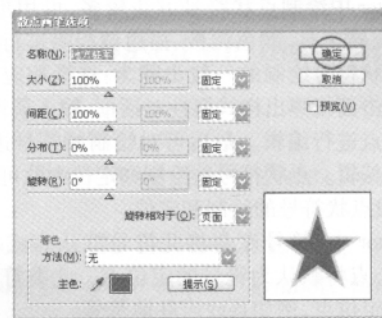 散点画笔选项
名称(N):
确定
大小(Z): 100% 100% 固定
取消
间距(C): 100% 100% 固定
预览(V)
分布(T): 0% 0% 固定
旋转(R): 0° 0° 固定
旋转相对于(O): 页面
着色
方法(M): 无
主色: 提示(S)